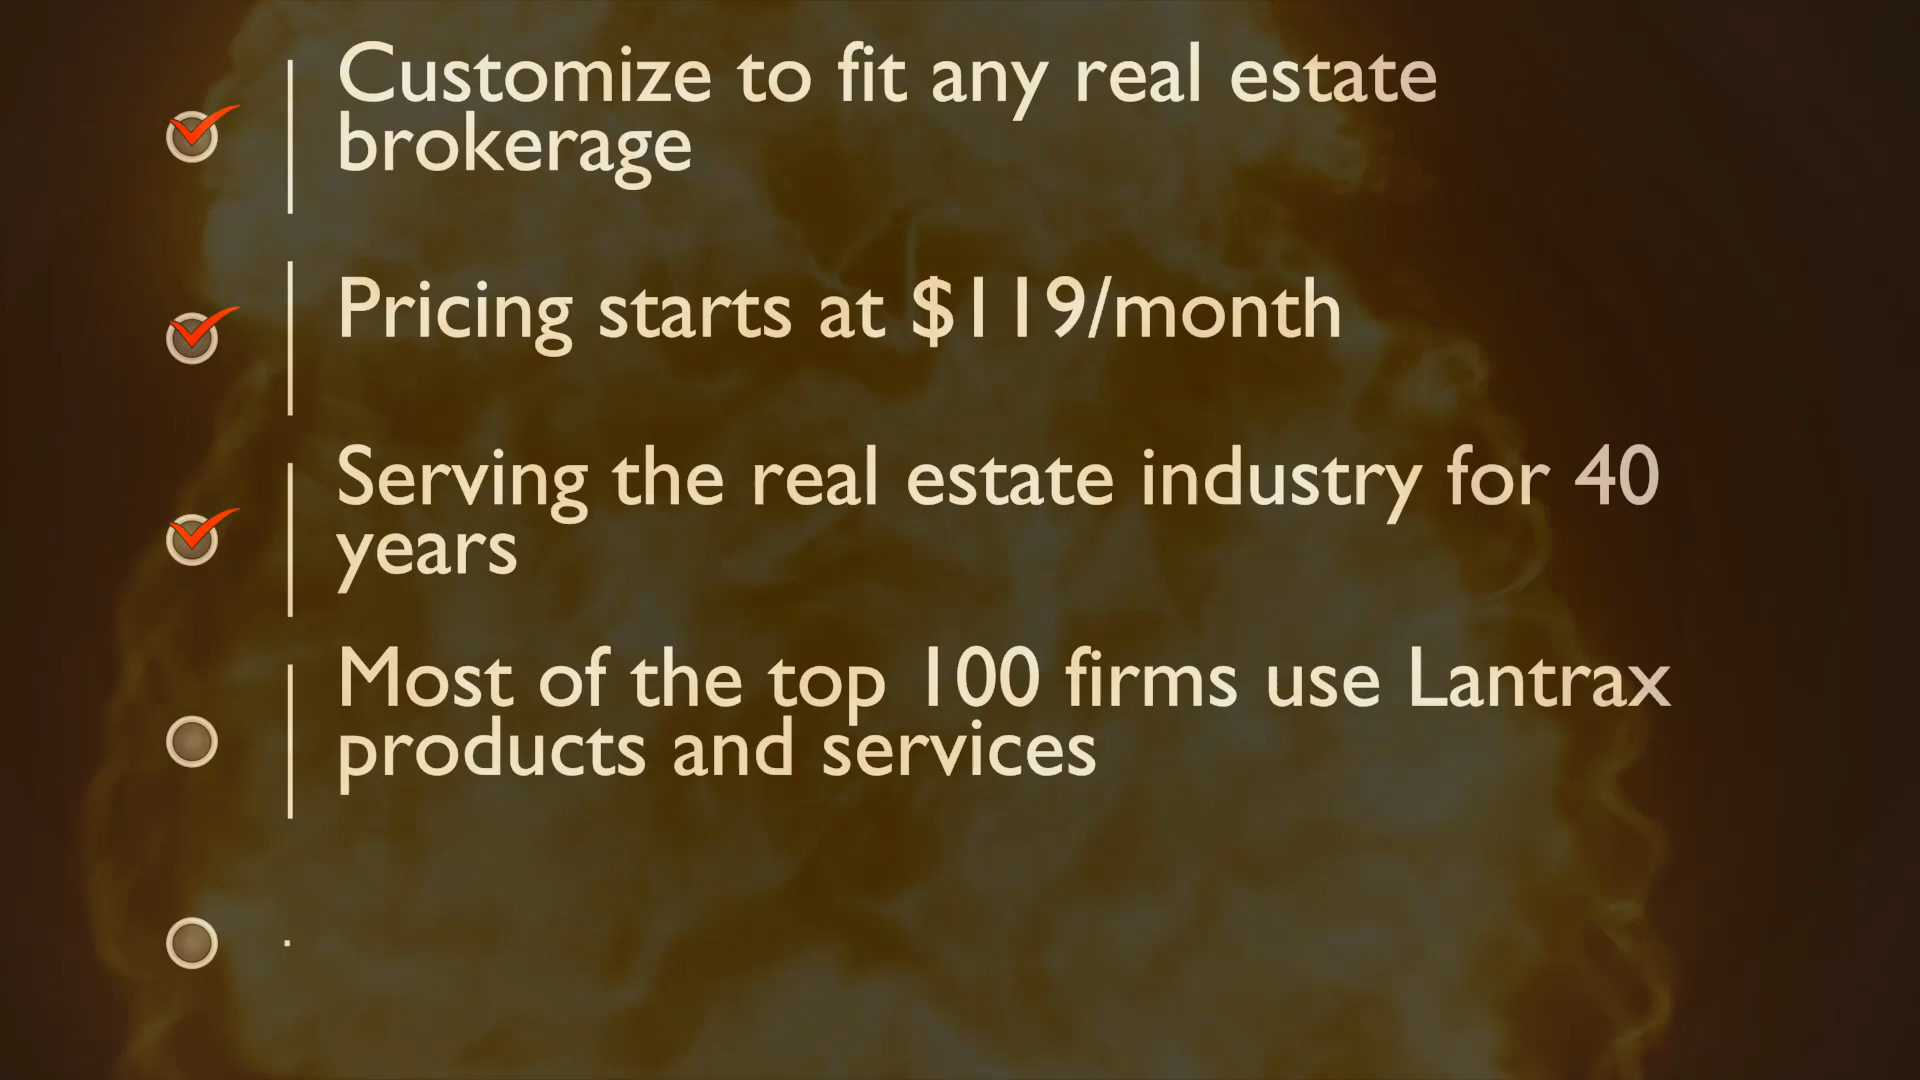 Customize to fit any real estate
brokerage
Pricing starts at $119/month
Serving the real estate industry for 40
years
Most of the top 100 firms use Lantrax
products and services